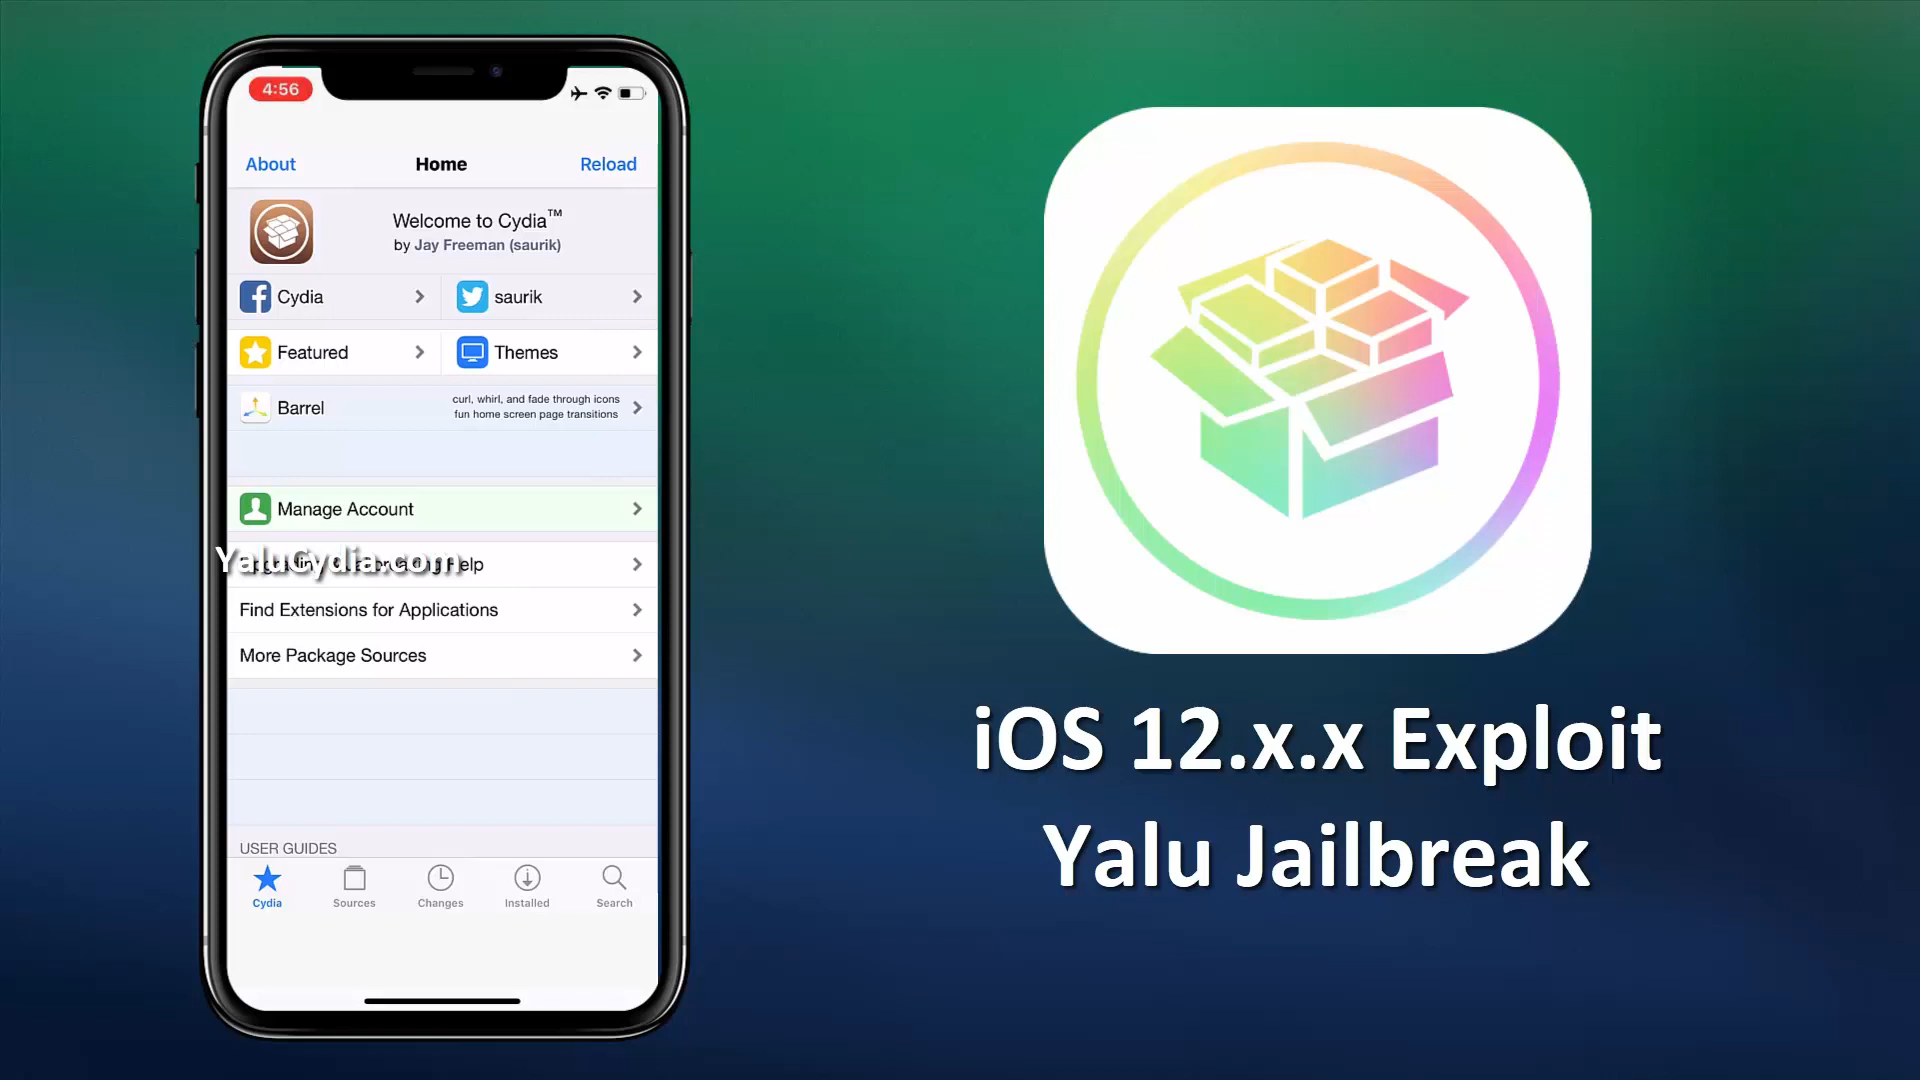 4:56
About
Home
Reload
Welcome to Cydia™
by Jay Freeman (saurik)
Cydia
saurik
Featured
Themes
Barrel
curl, whirl, and fade through icons
fun home screen page transitions
Manage Account
YaluCydia.com
Help
Find Extensions for Applications
More Package Sources
USER GUIDES
Cydia
Sources
Changes
Installed
Search
iOS 12.x.x Exploit
Yalu Jailbreak